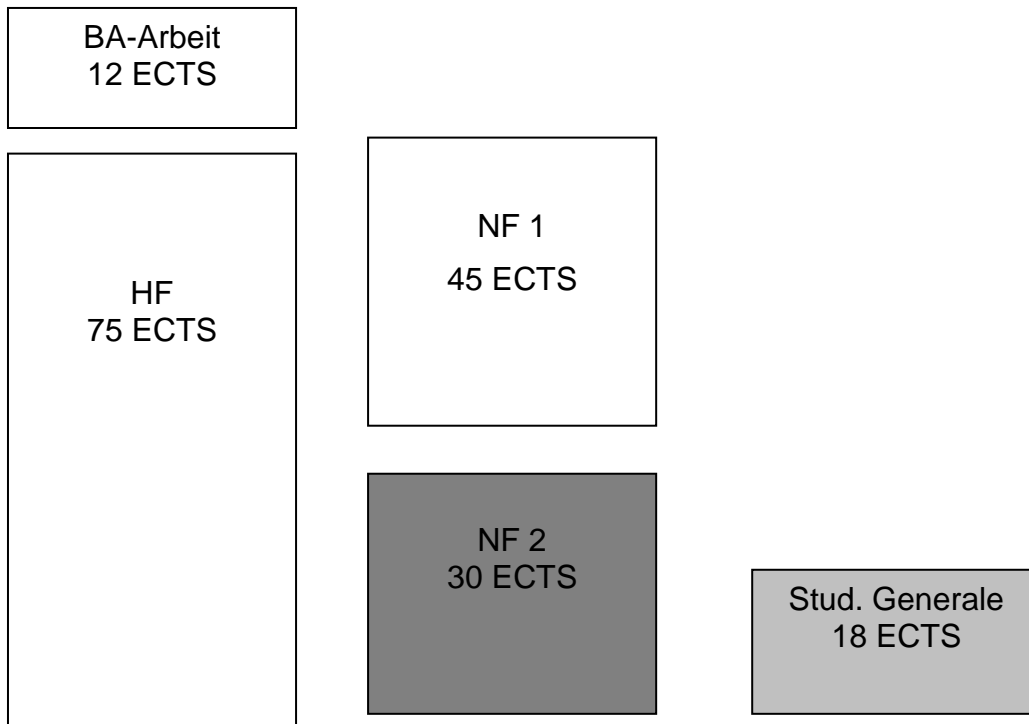 BA-Arbeit
12 ECTS
HF
75 ECTS
NF 1
45 ECTS
NF 2
30 ECTS
Stud. Generale
18 ECTS